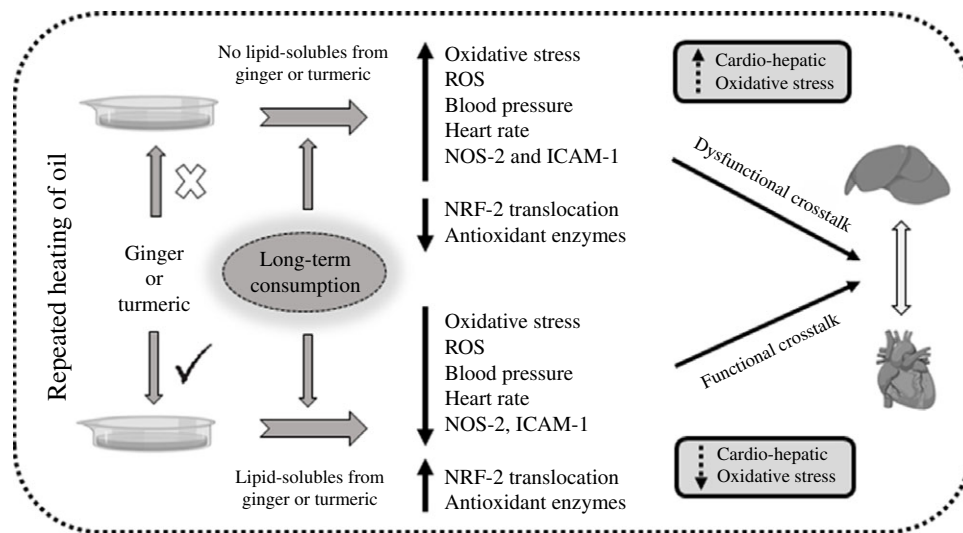 Repeated heating of oil
No lipid-solubles from
ginger or turmeric
Ginger
or
turmeric
Long-term
consumption
Lipid-solubles from
ginger or turmeric
Oxidative stress
ROS
Blood pressure
Heart rate
NOS-2 and ICAM-1
NRF-2 translocation
Antioxidant enzymes
Oxidative stress
ROS
Blood pressure
Heart rate
NOS-2, ICAM-1
NRF-2 translocation
Antioxidant enzymes
Cardio-hepatic
Oxidative stress
Dysfunctional crosstalk
Functional crosstalk
Cardio-hepatic
Oxidative stress